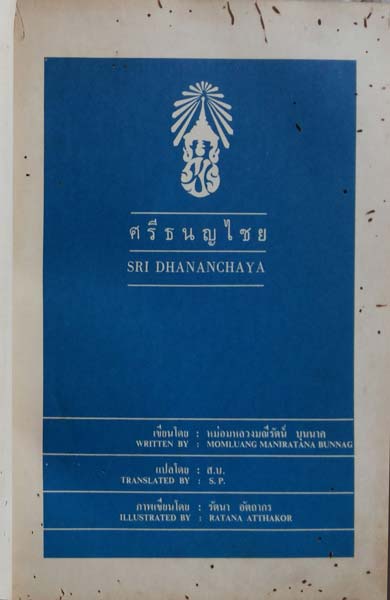 ศรีธนญไชย
SRI DHANANCHAYA
เขียนโดย : หม่อมหลวงมณีรัตน์ บุนนาค
WRITTEN BY : MOMLUANG MANIRATANA BUNNAG
แปลโดย : ส.บ.
TRANSLATED BY : S. P.
ภาพเขียนโดย : รัตนา อัตถากร
ILLUSTRATED BY : RATANA ATTHAKOR